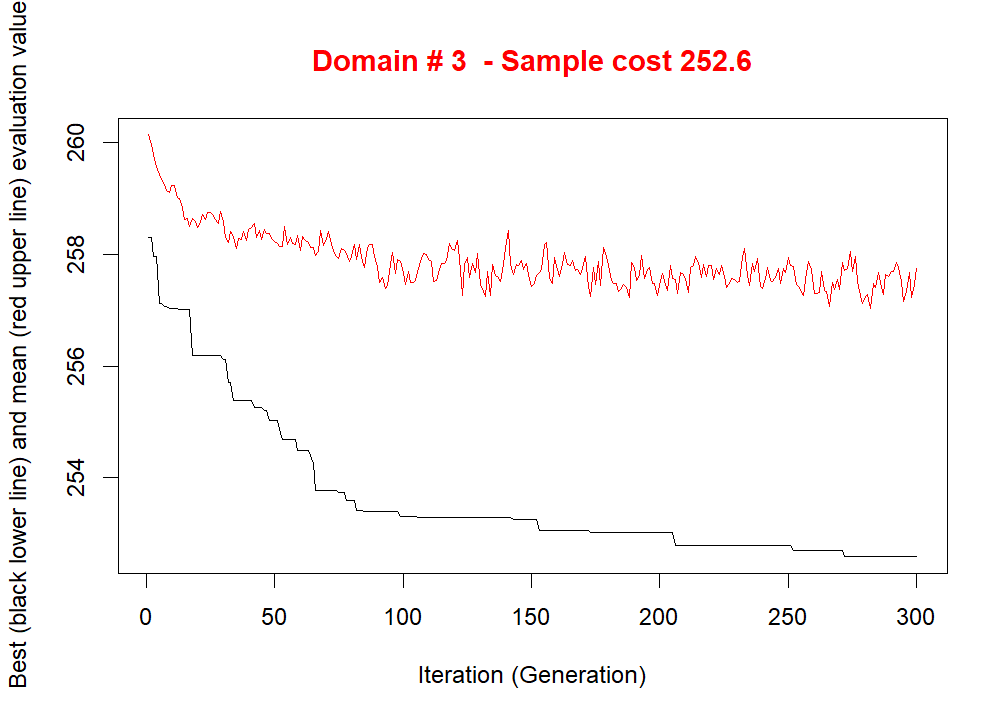 Domain # 3  - Sample cost 252.6
Best (black lower line) and mean (red upper line) evaluation value
260
258
256
254
0 50 100 150 200 250 300
Iteration (Generation)